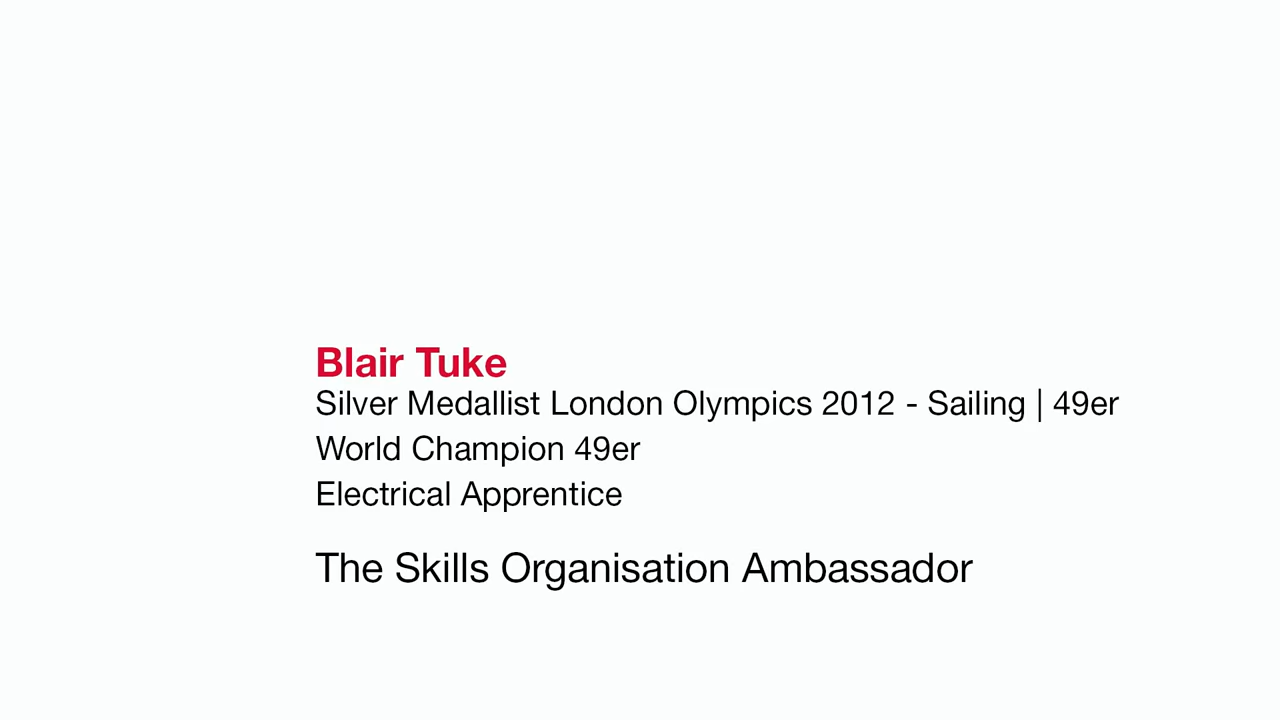 Blair Tuke
Silver Medallist London Olympics 2012 - Sailing | 49er
World Champion 49er
Electrical Apprentice
The Skills Organisation Ambassador